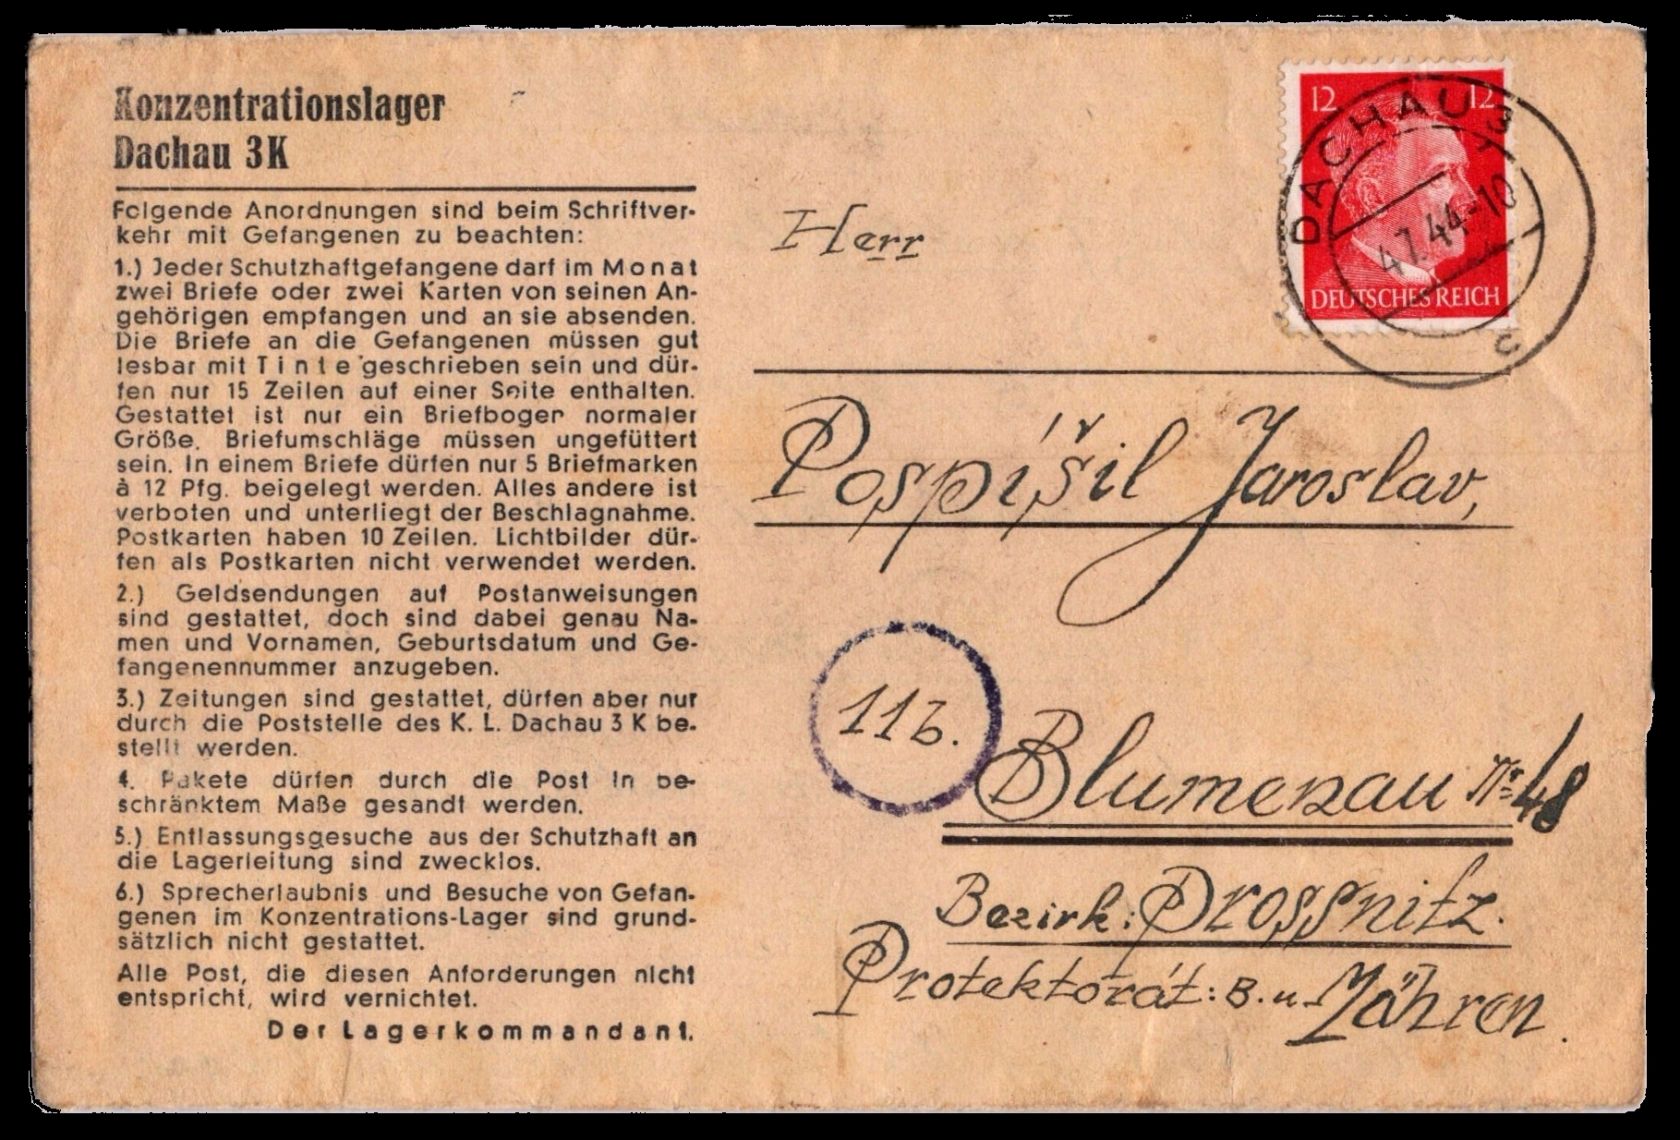 Konzentrationslager
Dachau 3K
Folgende Anordnungen sind beim Schriftver-
kehr mit Gefangenen zu beachten:
1.) Jeder Schutzhaftgefangene darf im Monat
zwei Briefe oder zwei Karten von seinen An-
gehörigen empfangen und an sie absenden.
Die Briefe an die Gefangenen müssen gut
lesbar mit Tinte geschrieben sein und dür-
fen nur 15 Zeilen auf einer Seite enthalten.
Gestattet ist nur ein Briefbogen normaler
Größe. Briefumschläge müssen ungefüttert
sein. In einem Briefe dürfen nur 5 Briefmarken
à 12 Pfg. beigelegt werden. Alles andere ist
verboten und unterliegt der Beschlagnahme.
Postkarten haben 10 Zeilen. Lichtbilder dür-
fen als Postkarten nicht verwendet werden.
2.) Geldsendungen auf Postanweisungen
sind gestattet, doch sind dabei genau Na-
men und Vornamen, Geburtsdatum und Ge-
fangenennummer anzugeben.
3.) Zeitungen sind gestattet, dürfen aber nur
durch die Poststelle des K. L. Dachau 3 K be-
stellt werden.
4. Pakete dürfen durch die Post in be-
schränktem Maße gesandt werden.
5.) Entlassungsgesuche aus der Schutzhaft an
die Lagerleitung sind zwecklos.
6.) Sprecherlaubnis und Besuche von Gefan-
genen im Konzentrations-Lager sind grund-
sätzlich nicht gestattet.
Alle Post, die diesen Anforderungen nicht
entspricht, wird vernichtet.
Der Lagerkommandant.
12 12
DEUTSCHES REICH
DACHAU 3
4.7.44-10
c
Herr
Pospíšil Jaroslav,
11b.
Blumenau Nr 48
Bezirk: Prossnitz.
Protektorát: B. u. Mähren.